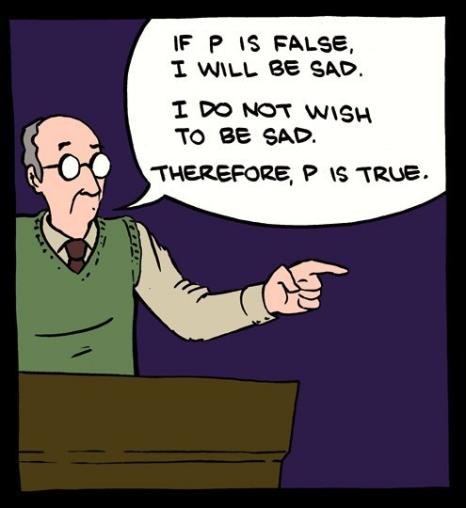 IF P IS FALSE,
I WILL BE SAD.
I DO NOT WISH
TO BE SAD.
THEREFORE, P IS TRUE.